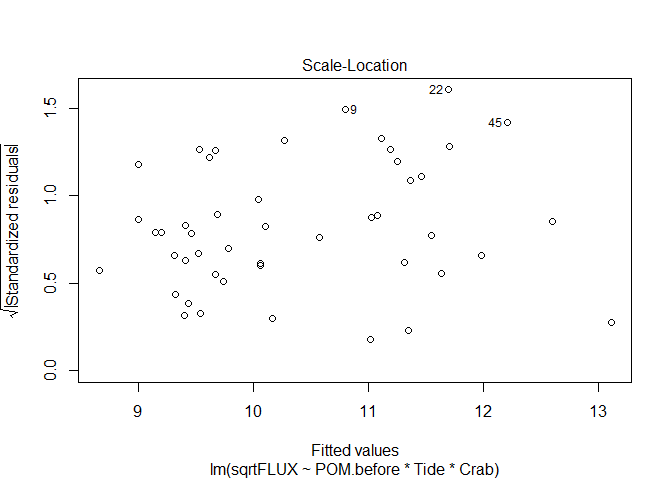 Scale-Location
√|Standardized residuals|
1.5
1.0
0.5
0.0
22
9
45
9 10 11 12 13
Fitted values
lm(sqrtFLUX ~ POM.before * Tide * Crab)